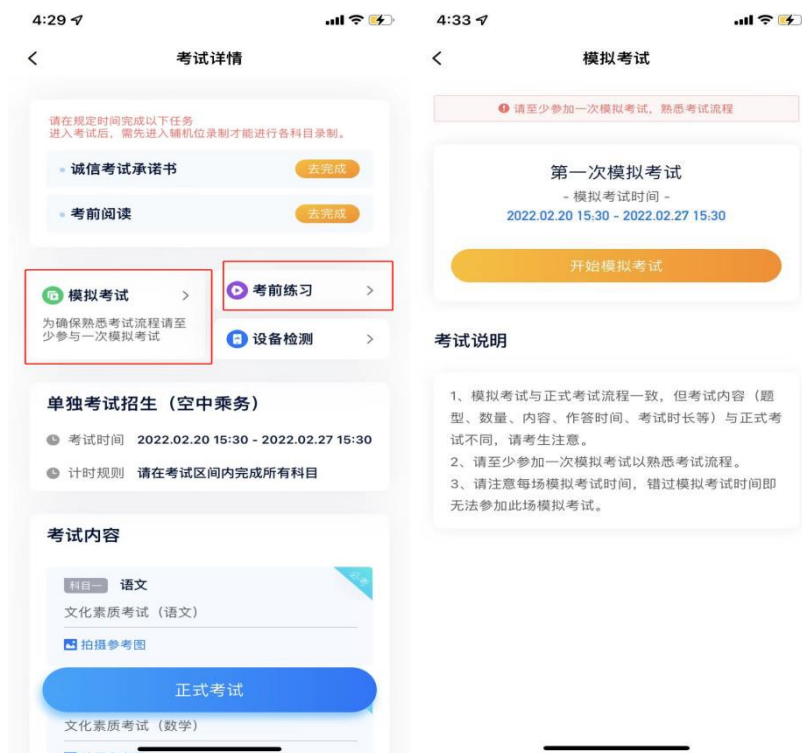 4:29
考试详情
请在规定时间完成以下任务
进入考试后，需先进入辅机位录制才能进行各科目录制。
诚信考试承诺书
去完成
考前阅读
去完成
模拟考试
为确保熟悉考试流程请至
少参与一次模拟考试
考前练习
设备检测
单独考试招生（空中乘务）
考试时间 2022.02.20 15:30 - 2022.02.27 15:30
计时规则 请在考试区间内完成所有科目
考试内容
科目一 语文
必考
文化素质考试（语文）
拍摄参考图
正式考试
文化素质考试（数学）
4:33
模拟考试
请至少参加一次模拟考试，熟悉考试流程
第一次模拟考试
- 模拟考试时间 -
2022.02.20 15:30 - 2022.02.27 15:30
开始模拟考试
考试说明
1、模拟考试与正式考试流程一致，但考试内容（题
型、数量、内容、作答时间、考试时长等）与正式考
试不同，请考生注意。
2、请至少参加一次模拟考试以熟悉考试流程。
3、请注意每场模拟考试时间，错过模拟考试时间即
无法参加此场模拟考试。